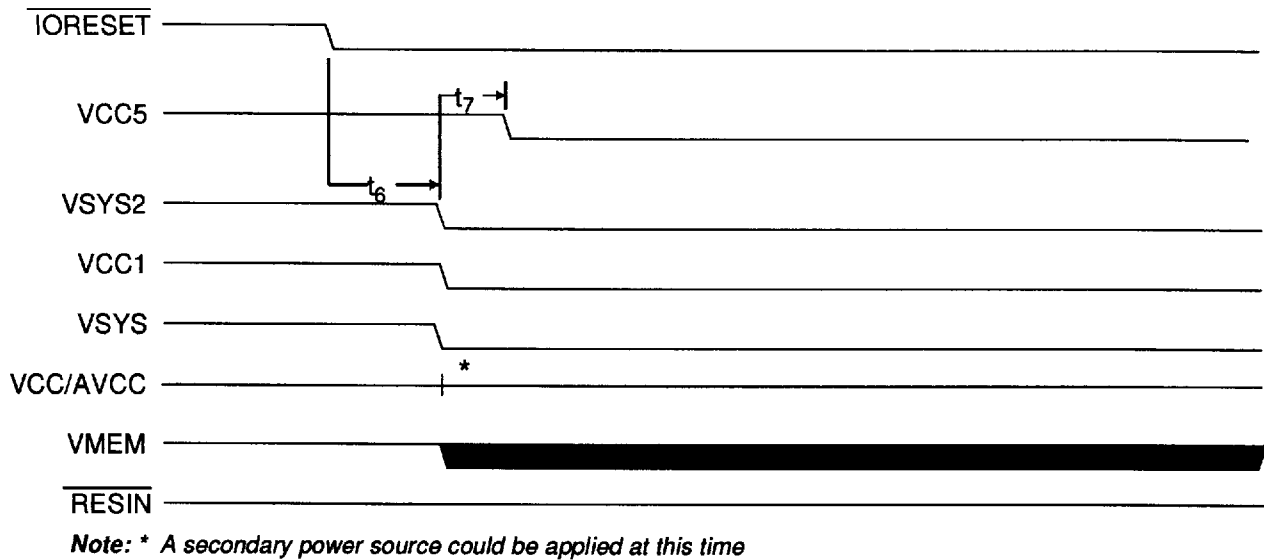 IORESET
t7
VCC5
t6
VSYS2
VCC1
VSYS
*
VCC/AVCC
VMEM
RESIN
Note: * A secondary power source could be applied at this time